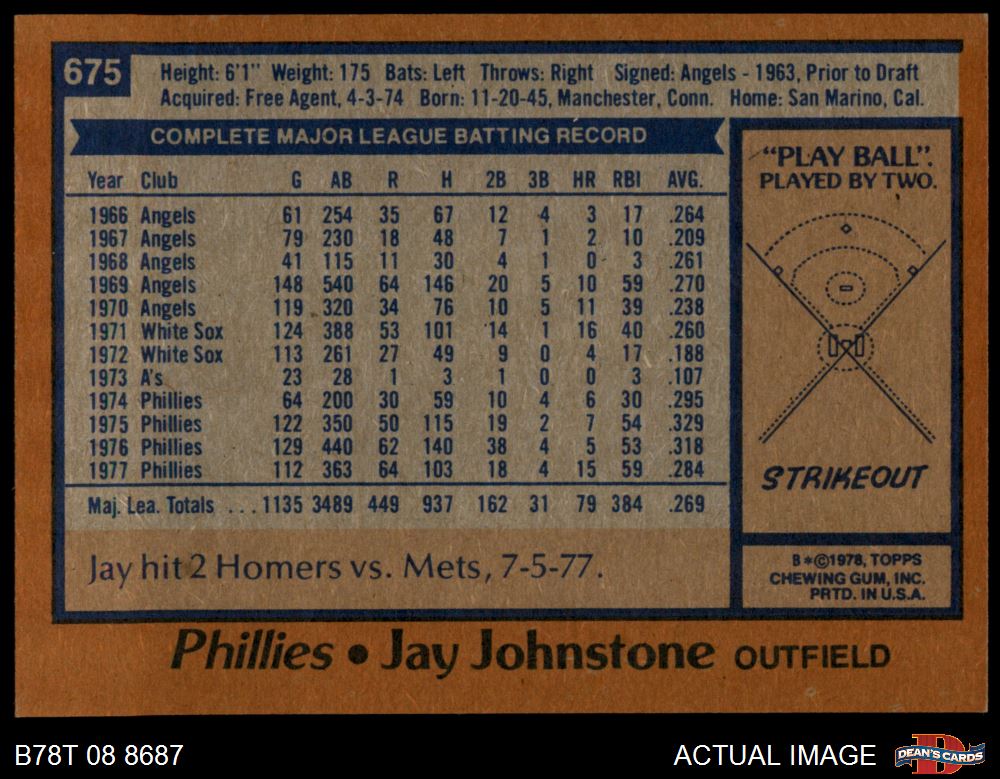 675
Height: 6'1" Weight: 175 Bats: Left Throws: Right Signed: Angels - 1963, Prior to Draft
Acquired: Free Agent, 4-3-74 Born: 11-20-45, Manchester, Conn. Home: San Marino, Cal.
COMPLETE MAJOR LEAGUE BATTING RECORD
Year Club G AB R H 2B 3B HR RBI AVG.
1966 Angels 61 254 35 67 12 4 3 17 .264
1967 Angels 79 230 18 48 7 1 2 10 .209
1968 Angels 41 115 11 30 4 1 0 3 .261
1969 Angels 148 540 64 146 20 5 10 59 .270
1970 Angels 119 320 34 76 10 5 11 39 .238
1971 White Sox 124 388 53 101 14 1 16 40 .260
1972 White Sox 113 261 27 49 9 0 4 17 .188
1973 A's 23 28 1 3 1 0 0 3 .107
1974 Phillies 64 200 30 59 10 4 6 30 .295
1975 Phillies 122 350 50 115 19 2 7 54 .329
1976 Phillies 129 440 62 140 38 4 5 53 .318
1977 Phillies 112 363 64 103 18 4 15 59 .284
Maj. Lea. Totals ... 1135 3489 449 937 162 31 79 384 .269
Jay hit 2 Homers vs. Mets, 7-5-77.
"PLAY BALL".
PLAYED BY TWO.
STRIKEOUT
B*©1978, TOPPS
CHEWING GUM, INC.
PRTD. IN U.S.A.
Phillies • Jay Johnstone OUTFIELD
B78T 08 8687
ACTUAL IMAGE
D
DEAN'S CARDS